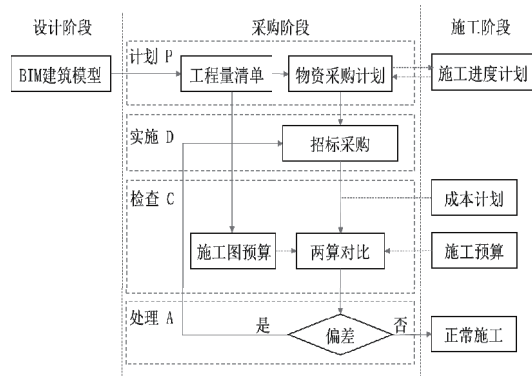 设计阶段 采购阶段 施工阶段
计划 P
BIM建筑模型 工程量清单 物资采购计划 施工进度计划
实施 D
招标采购
检查 C
成本计划
施工图预算 两算对比 施工预算
处理 A
是 偏差 否 正常施工